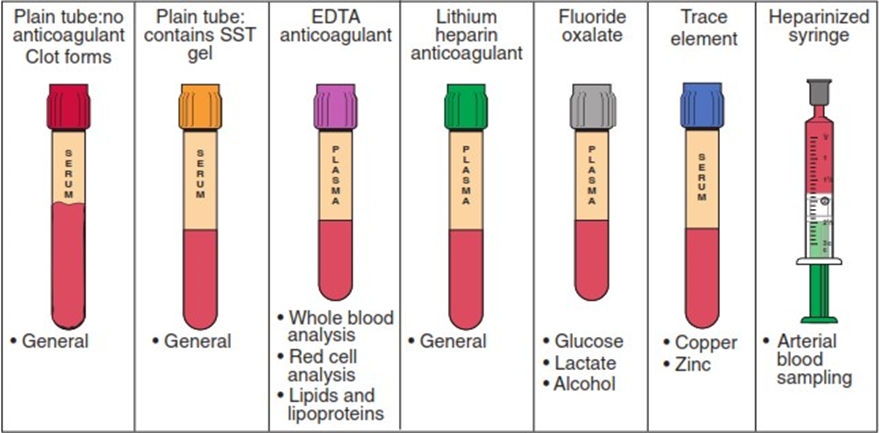 Plain tube:no
anticoagulant
Clot forms
SERUM
• General
Plain tube:
contains SST
gel
SERUM
• General
EDTA
anticoagulant
PLASMA
• Whole blood
analysis
• Red cell
analysis
• Lipids and
lipoproteins
Lithium
heparin
anticoagulant
PLASMA
• General
Fluoride
oxalate
PLASMA
• Glucose
• Lactate
• Alcohol
Trace
element
SERUM
• Copper
• Zinc
Heparinized
syringe
• Arterial
blood
sampling